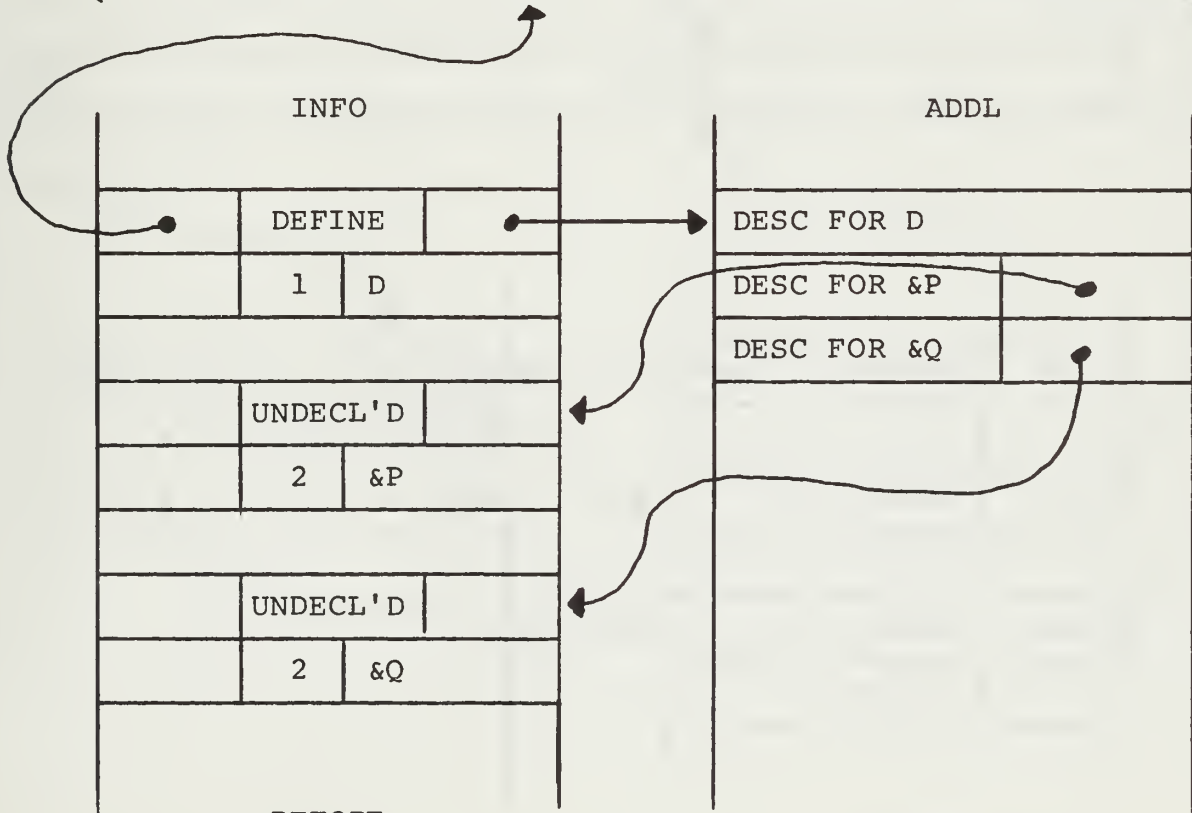 INFO
ADDL
DEFINE
DESC FOR D
1 D
DESC FOR &P
DESC FOR &Q
UNDECL'D
2 &P
UNDECL'D
2 &Q